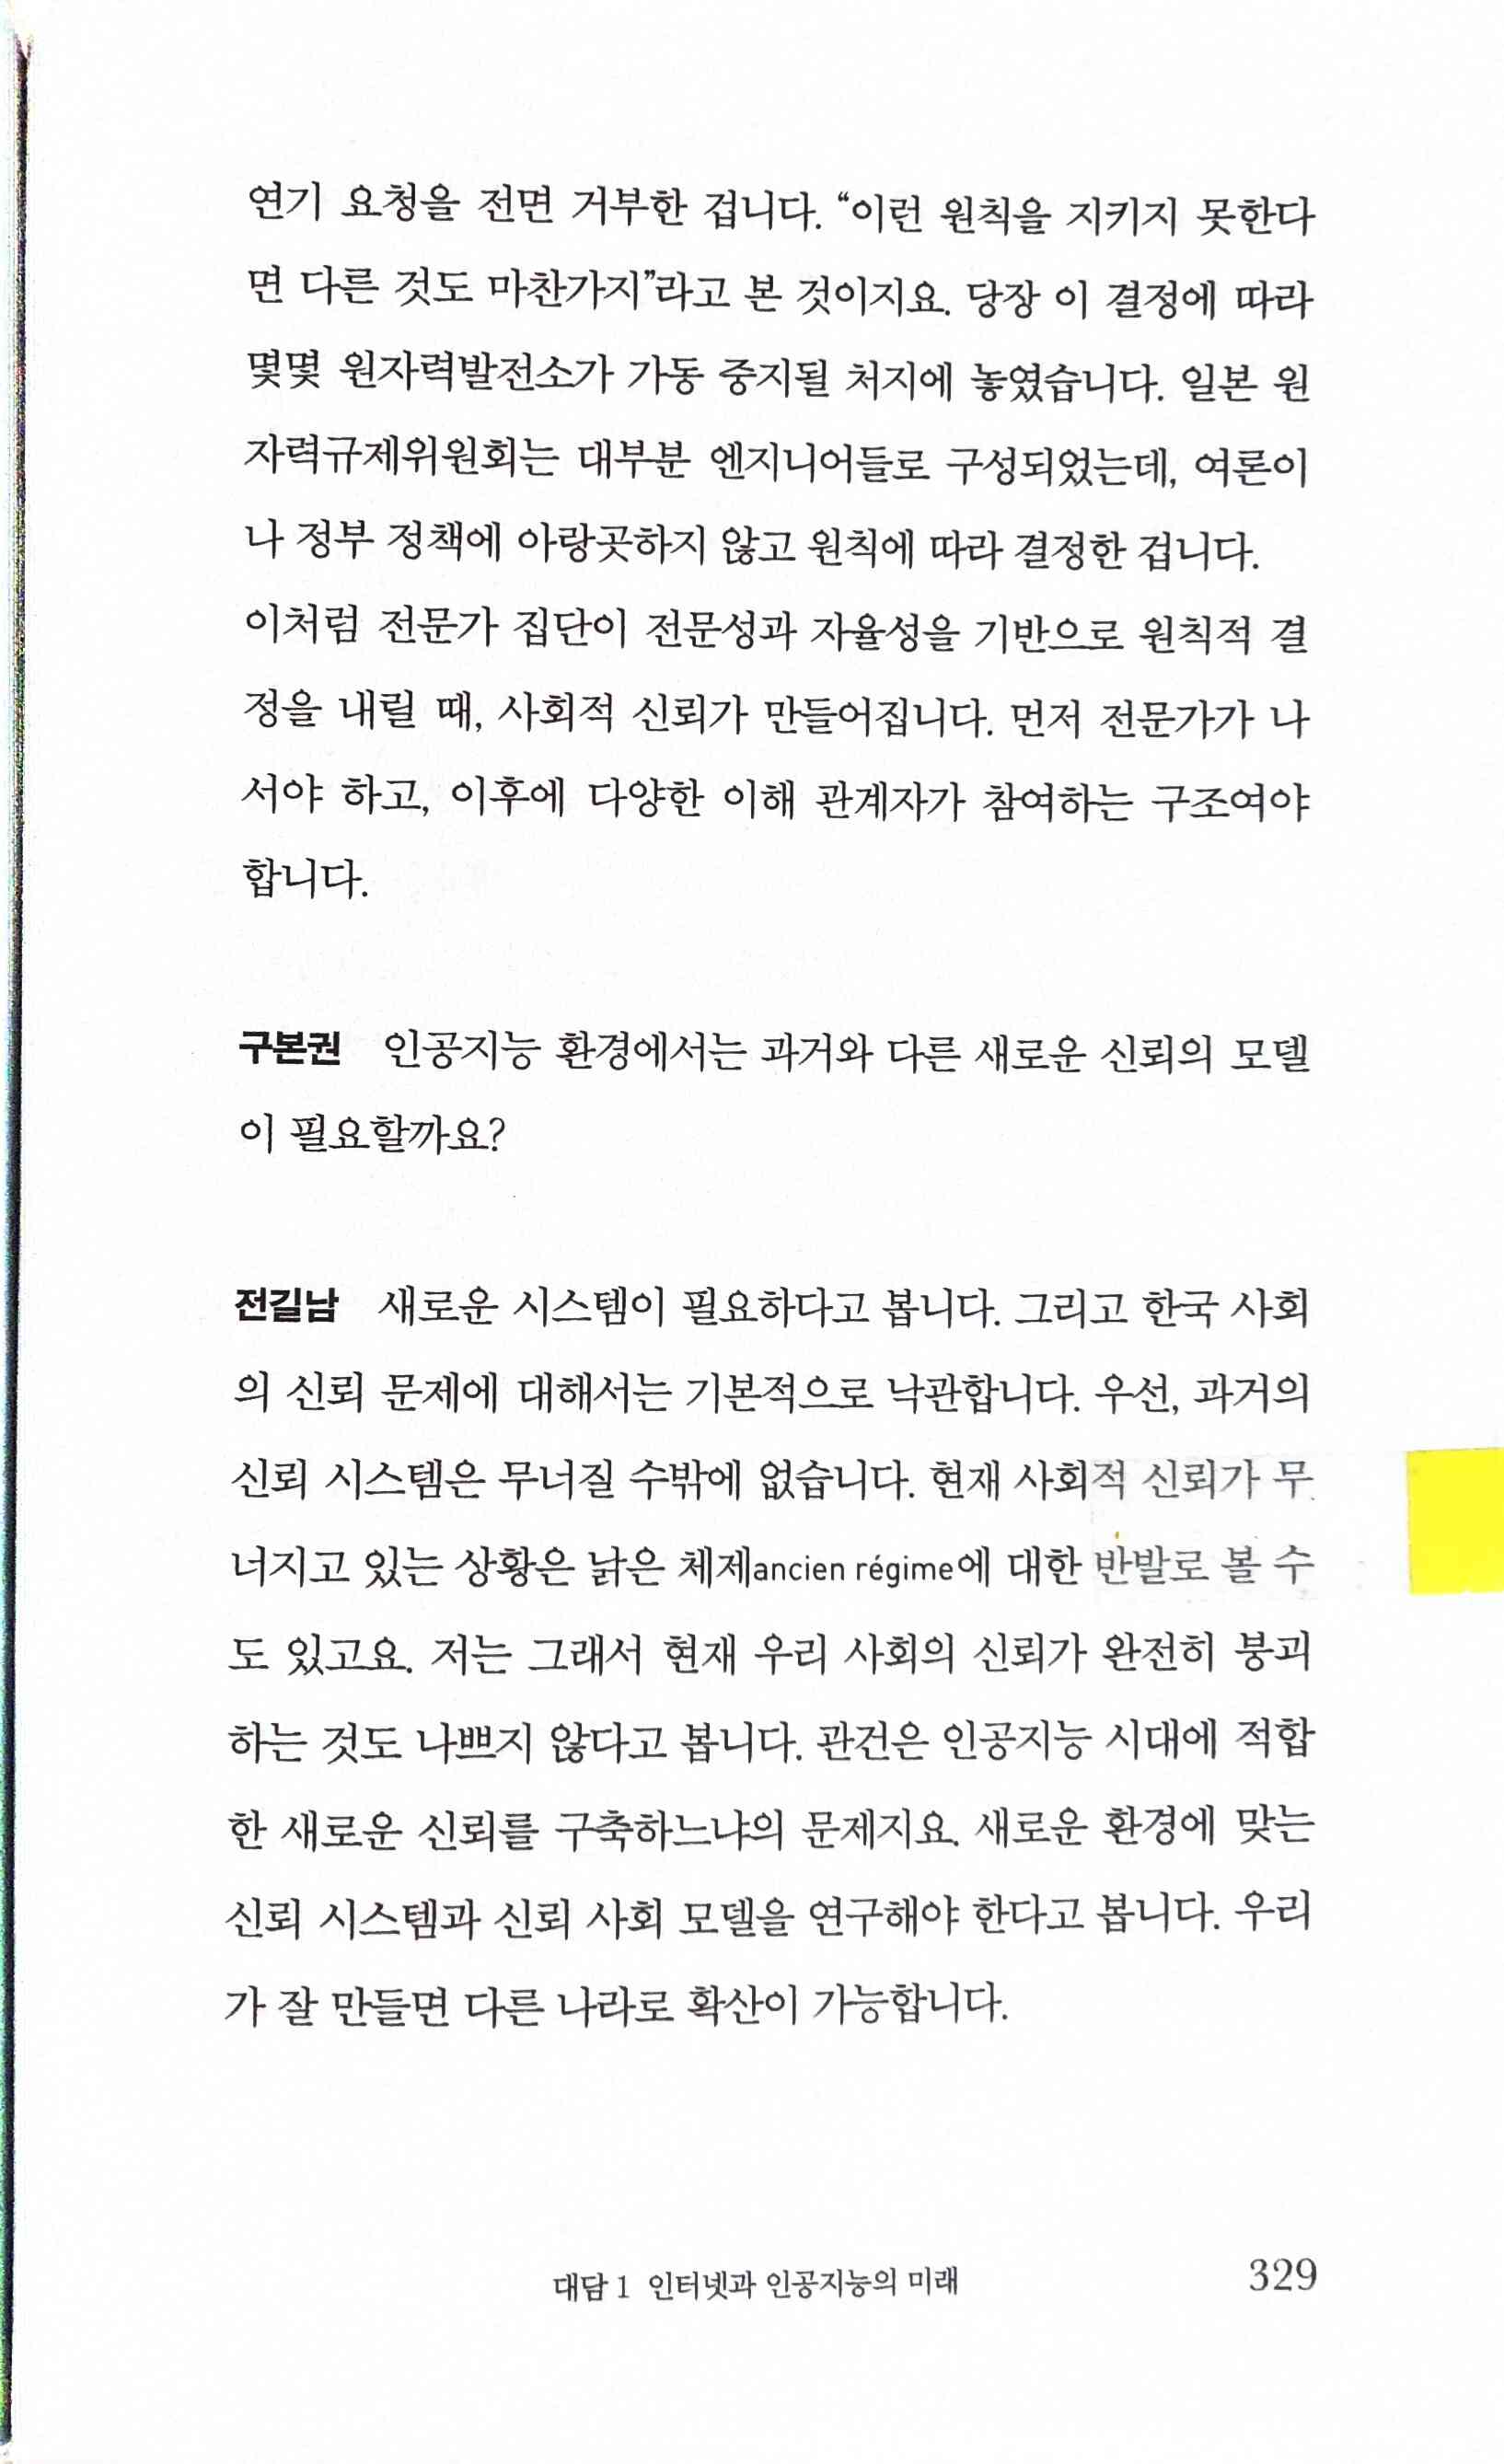 연기 요청을 전면 거부한 겁니다. “이런 원칙을 지키지 못한다
면 다른 것도 마찬가지”라고 본 것이지요. 당장 이 결정에 따라
몇몇 원자력발전소가 가동 중지될 처지에 놓였습니다. 일본 원
자력규제위원회는 대부분 엔지니어들로 구성되었는데, 여론이
나 정부 정책에 아랑곳하지 않고 원칙에 따라 결정한 겁니다.
이처럼 전문가 집단이 전문성과 자율성을 기반으로 원칙적 결
정을 내릴 때, 사회적 신뢰가 만들어집니다. 먼저 전문가가 나
서야 하고, 이후에 다양한 이해 관계자가 참여하는 구조여야
합니다.
구본권 인공지능 환경에서는 과거와 다른 새로운 신뢰의 모델
이 필요할까요?
전길남 새로운 시스템이 필요하다고 봅니다. 그리고 한국 사회
의 신뢰 문제에 대해서는 기본적으로 낙관합니다. 우선, 과거의
신뢰 시스템은 무너질 수밖에 없습니다. 현재 사회적 신뢰가 무
너지고 있는 상황은 낡은 체제ancien régime에 대한 반발로 볼 수
도 있고요. 저는 그래서 현재 우리 사회의 신뢰가 완전히 붕괴
하는 것도 나쁘지 않다고 봅니다. 관건은 인공지능 시대에 적합
한 새로운 신뢰를 구축하느냐의 문제지요. 새로운 환경에 맞는
신뢰 시스템과 신뢰 사회 모델을 연구해야 한다고 봅니다. 우리
가 잘 만들면 다른 나라로 확산이 가능합니다.
대담 1 인터넷과 인공지능의 미래 329